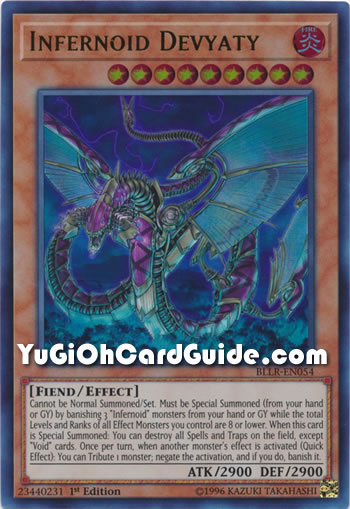 INFERNOID DEVYATY
FIRE
炎
YuGiOhCardGuide.com
BLLR-EN054
[FIEND/EFFECT]
Cannot be Normal Summoned/Set. Must be Special Summoned (from your hand
or GY) by banishing 3 "Infernoid" monsters from your hand or GY while the total
Levels and Ranks of all Effect Monsters you control are 8 or lower. When this
card is Special Summoned: You can destroy all Spells and Traps on the field, except
"Void" cards. Once per turn, when another monster's effect is activated (Quick
Effect): You can Tribute 1 monster; negate the activation, and if you do, banish it.
ATK/2900 DEF/2900
23440231 1st Edition ©1996 KAZUKI TAKAHASHI